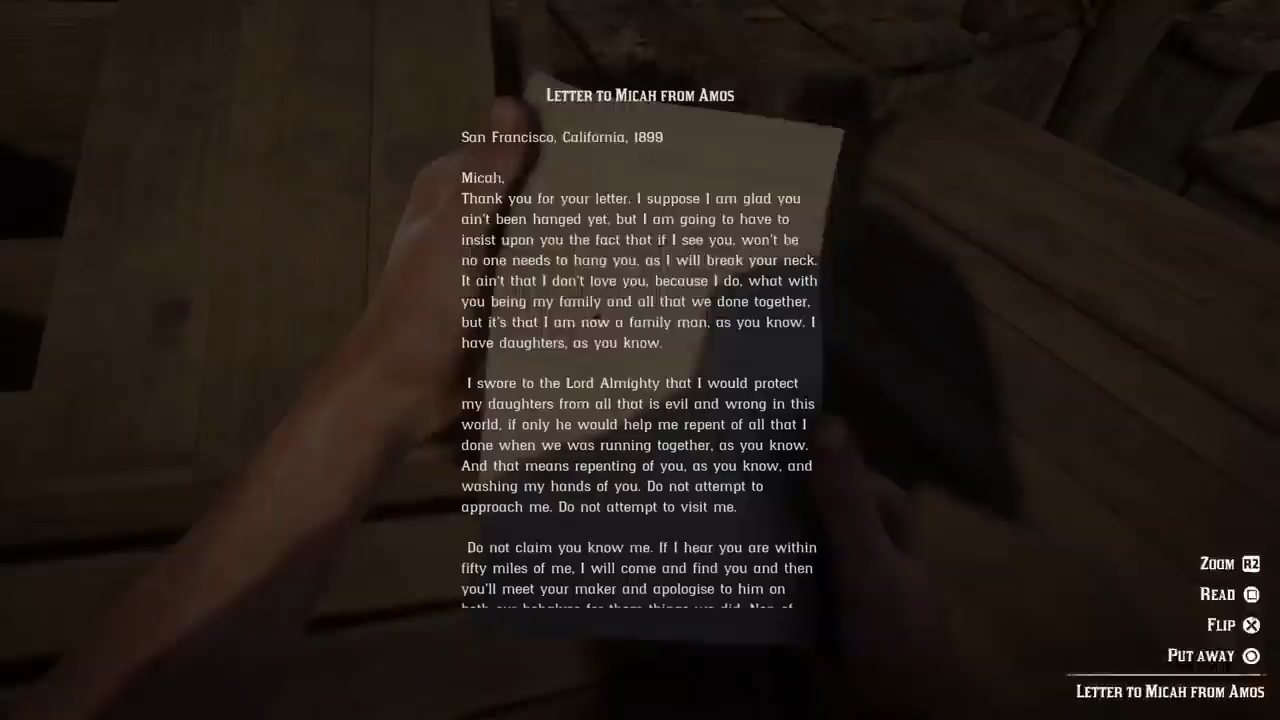 LETTER TO MICAH FROM AMOS
San Francisco, California, 1899
Micah,
Thank you for your letter. I suppose I am glad you
ain't been hanged yet, but I am going to have to
insist upon you the fact that if I see you, won't be
no one needs to hang you, as I will break your neck.
It ain't that I don't love you, because I do, what with
you being my family and all that we done together,
but it's that I am now a family man, as you know. I
have daughters, as you know.
I swore to the Lord Almighty that I would protect
my daughters from all that is evil and wrong in this
world, if only he would help me repent of all that I
done when we was running together, as you know.
And that means repenting of you, as you know, and
washing my hands of you. Do not attempt to
approach me. Do not attempt to visit me.
Do not claim you know me. If I hear you are within
fifty miles of me, I will come and find you and then
you'll meet your maker and apologise to him on
ZOOM R2
READ
FLIP
PUT AWAY
LETTER TO MICAH FROM AMOS